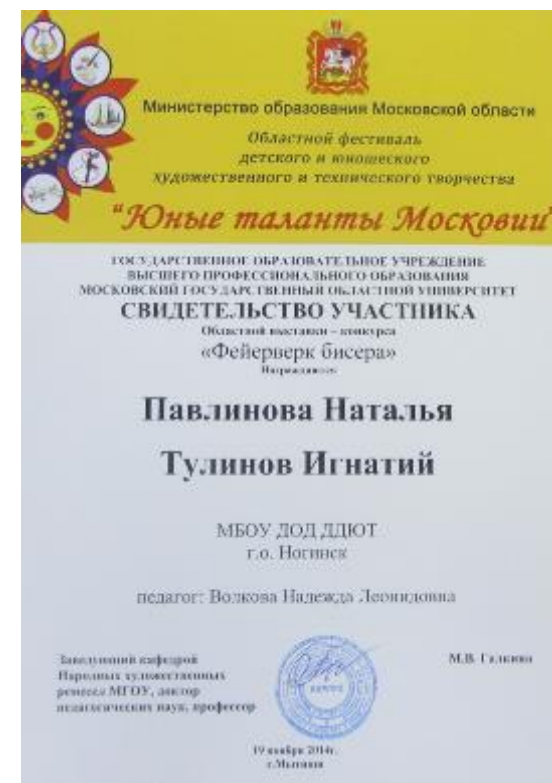 Министерство образования Московской области
Областной фестиваль
детского и юношеского
художественного и технического творчества
"Юные таланты Московии"
ГОСУДАРСТВЕННОЕ ОБРАЗОВАТЕЛЬНОЕ УЧРЕЖДЕНИЕ
ВЫСШЕГО ПРОФЕССИОНАЛЬНОГО ОБРАЗОВАНИЯ
МОСКОВСКИЙ ГОСУДАРСТВЕННЫЙ ОБЛАСТНОЙ УНИВЕРСИТЕТ
СВИДЕТЕЛЬСТВО УЧАСТНИКА
Областной выставки – конкурса
«Фейерверк бисера»
Награждаются
Павлинова Наталья
Тулинов Игнатий
МБОУ ДОД ДДЮТ
г.о. Ногинск
педагог: Волкова Надежда Леонидовна
Заведующий кафедрой
Народных художественных
ремесел МГОУ, доктор
педагогических наук, профессор
М.В. Галкина
19 ноября 2014г.
г.Мытищи